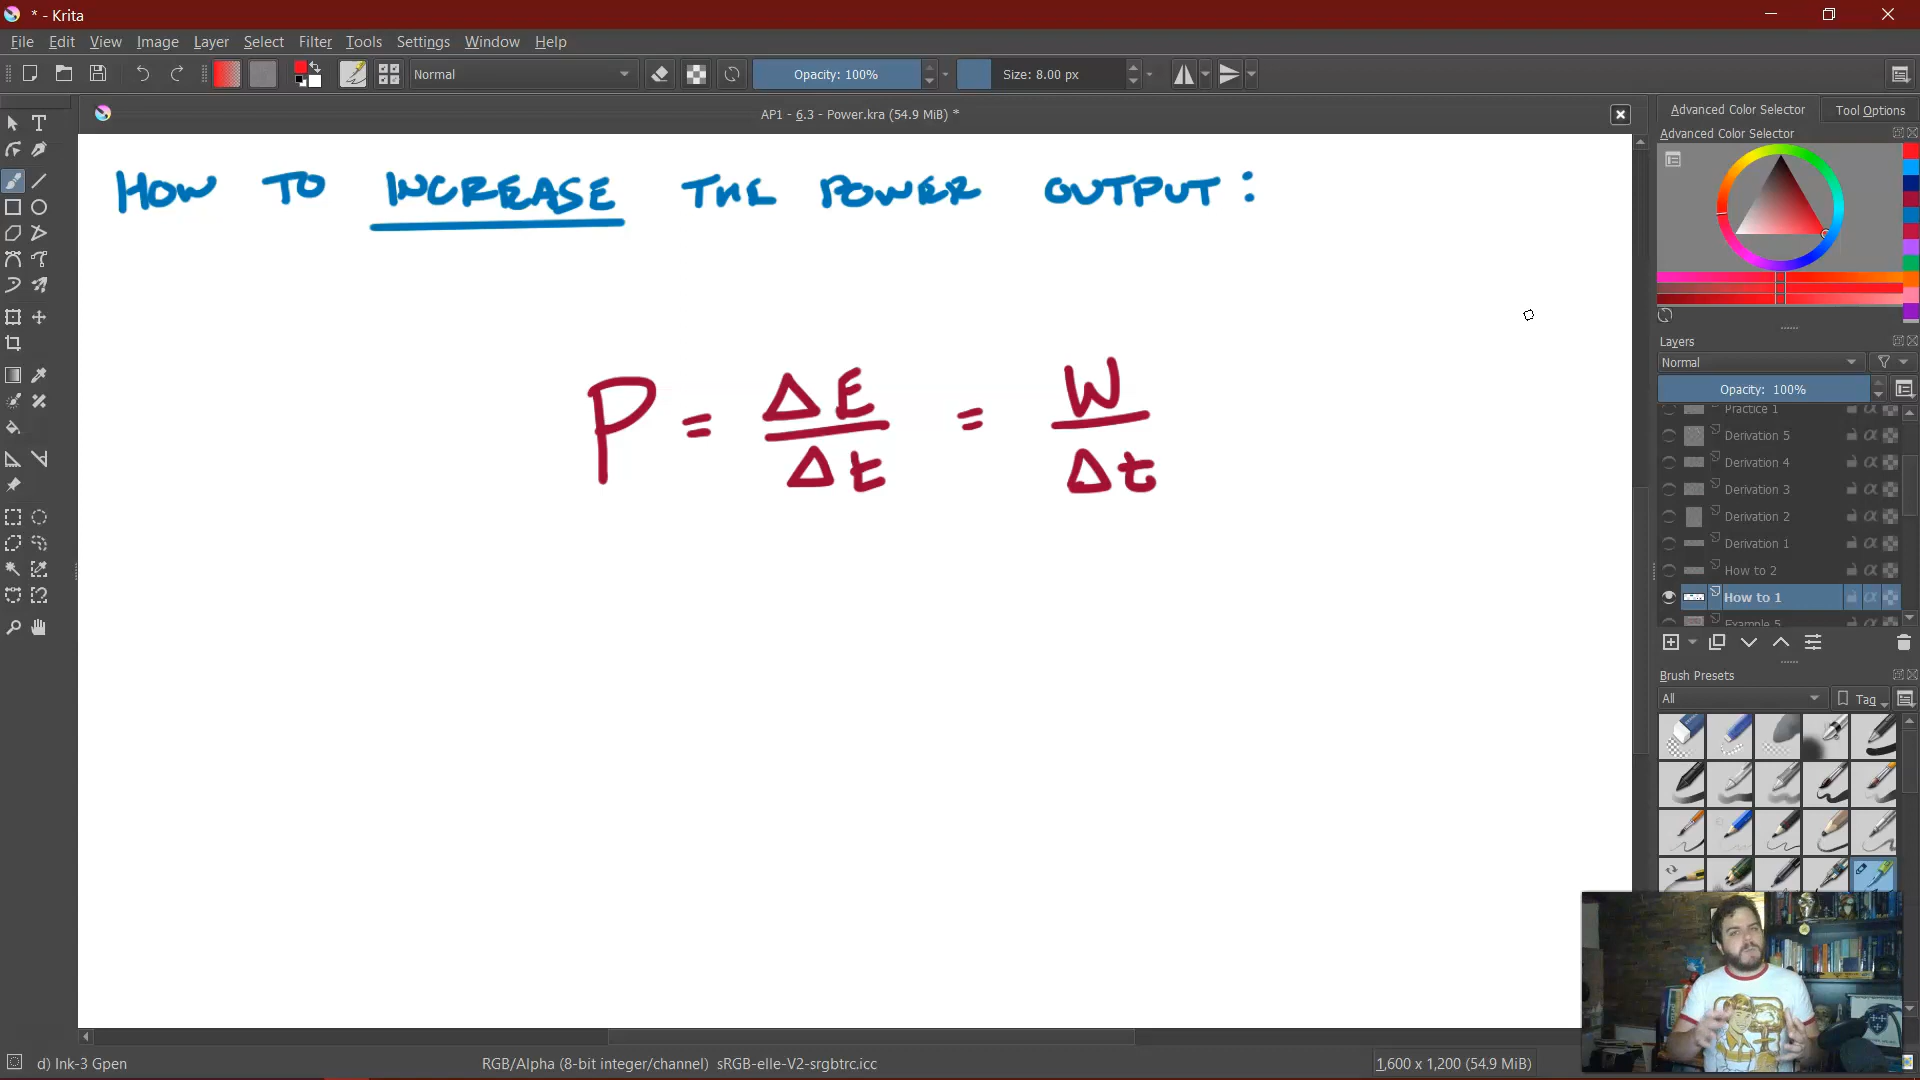 * - Krita
File Edit View Image Layer Select Filter Tools Settings Window Help
Normal Opacity: 100% Size: 8.00 px
AP1 - 6.3 - Power.kra (54.9 MiB) *
Advanced Color Selector Tool Options
Advanced Color Selector
HOW TO INCREASE THE POWER OUTPUT:
P = ΔE/Δt = W/Δt
Layers
Normal
Opacity: 100%
Practice 1
Derivation 5
Derivation 4
Derivation 3
Derivation 2
Derivation 1
How to 2
How to 1
Example 5
Brush Presets
All Tag
d) Ink-3 Gpen RGB/Alpha (8-bit integer/channel) sRGB-elle-V2-srgbtrc.icc 1,600 x 1,200 (54.9 MiB)